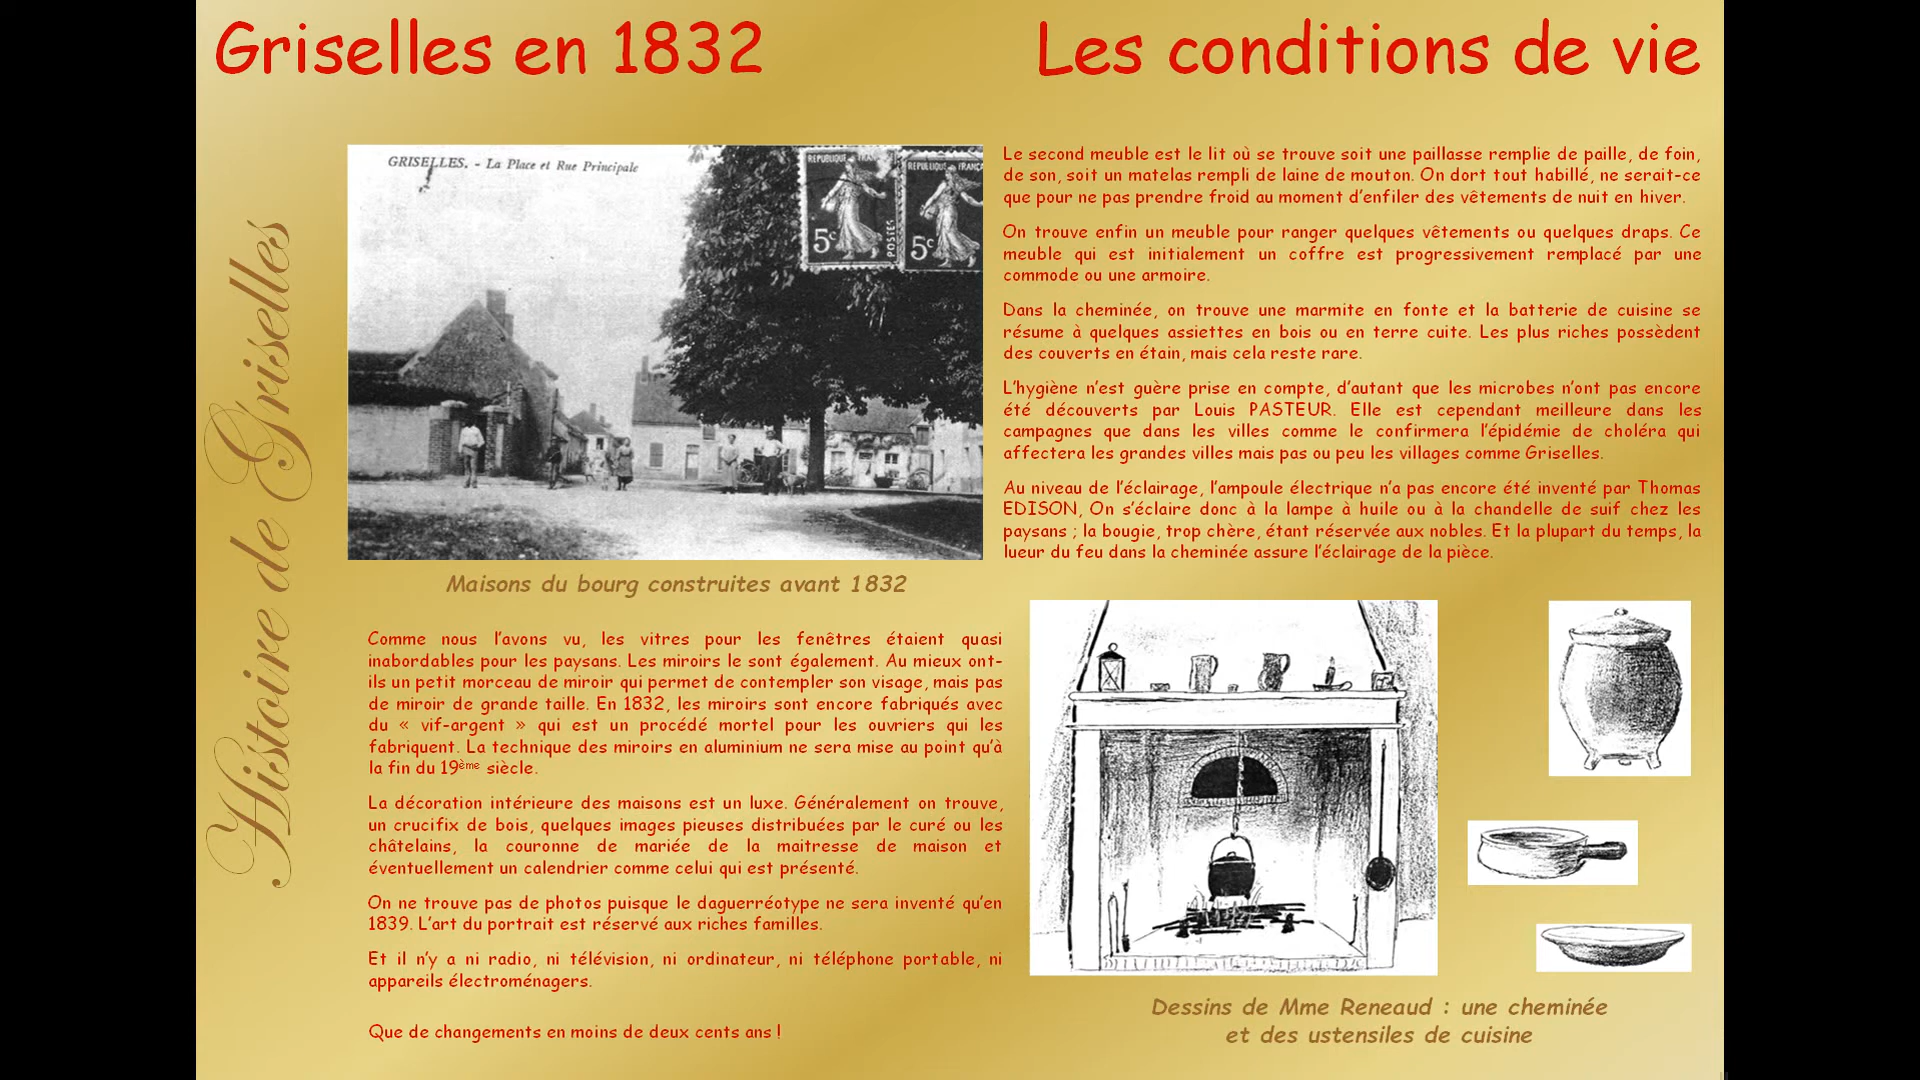 Griselles en 1832
Les conditions de vie
Histoire de Griselles
GRISELLES. - La Place et Rue Principale
REPUBLIQUE FRAN
5c
POSTES
REPUBLIQUE FRANÇA
5c
Maisons du bourg construites avant 1832
Comme nous l'avons vu, les vitres pour les fenêtres étaient quasi
inabordables pour les paysans. Les miroirs le sont également. Au mieux ont-
ils un petit morceau de miroir qui permet de contempler son visage, mais pas
de miroir de grande taille. En 1832, les miroirs sont encore fabriqués avec
du « vif-argent » qui est un procédé mortel pour les ouvriers qui les
fabriquent. La technique des miroirs en aluminium ne sera mise au point qu'à
la fin du 19ème siècle.
La décoration intérieure des maisons est un luxe. Généralement on trouve,
un crucifix de bois, quelques images pieuses distribuées par le curé ou les
châtelains, la couronne de mariée de la maitresse de maison et
éventuellement un calendrier comme celui qui est présenté.
On ne trouve pas de photos puisque le daguerréotype ne sera inventé qu'en
1839. L'art du portrait est réservé aux riches familles.
Et il n'y a ni radio, ni télévision, ni ordinateur, ni téléphone portable, ni
appareils électroménagers.
Que de changements en moins de deux cents ans !
Le second meuble est le lit où se trouve soit une paillasse remplie de paille, de foin,
de son, soit un matelas rempli de laine de mouton. On dort tout habillé, ne serait-ce
que pour ne pas prendre froid au moment d'enfiler des vêtements de nuit en hiver.
On trouve enfin un meuble pour ranger quelques vêtements ou quelques draps. Ce
meuble qui est initialement un coffre est progressivement remplacé par une
commode ou une armoire.
Dans la cheminée, on trouve une marmite en fonte et la batterie de cuisine se
résume à quelques assiettes en bois ou en terre cuite. Les plus riches possèdent
des couverts en étain, mais cela reste rare.
L'hygiène n'est guère prise en compte, d'autant que les microbes n'ont pas encore
été découverts par Louis PASTEUR. Elle est cependant meilleure dans les
campagnes que dans les villes comme le confirmera l'épidémie de choléra qui
affectera les grandes villes mais pas ou peu les villages comme Griselles.
Au niveau de l'éclairage, l'ampoule électrique n'a pas encore été inventé par Thomas
EDISON, On s'éclaire donc à la lampe à huile ou à la chandelle de suif chez les
paysans ; la bougie, trop chère, étant réservée aux nobles. Et la plupart du temps, la
lueur du feu dans la cheminée assure l'éclairage de la pièce.
Dessins de Mme Reneaud : une cheminée
et des ustensiles de cuisine